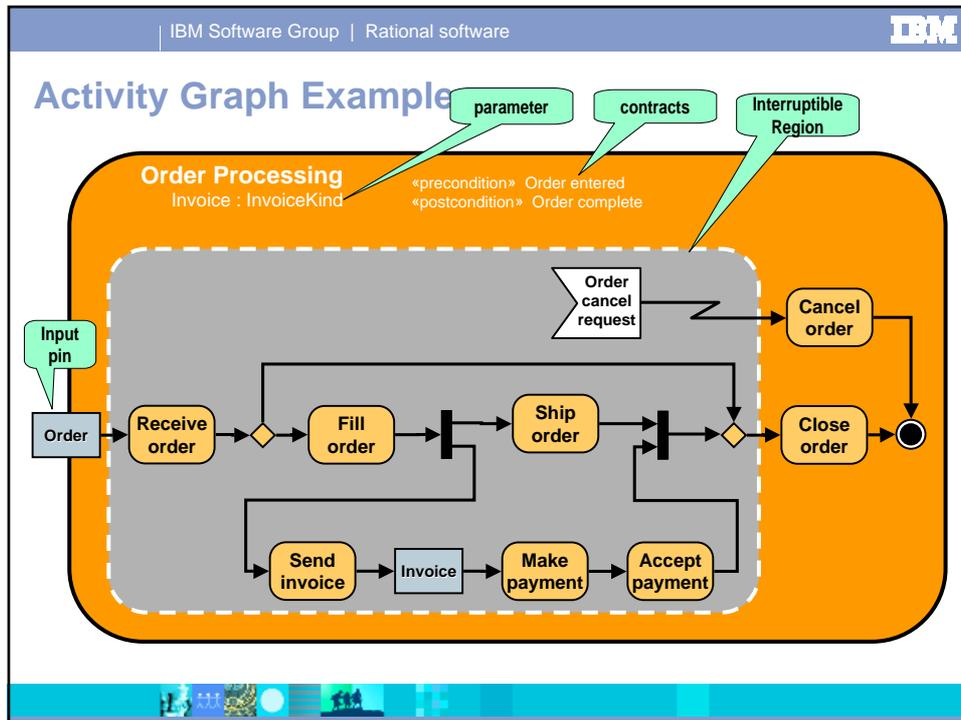 IBM Software Group | Rational software
IBM
Activity Graph Example
parameter
contracts
Interruptible
Region
Order Processing
Invoice : InvoiceKind
«precondition» Order entered
«postcondition» Order complete
Order
cancel
request
Cancel
order
Input
pin
Order
Receive
order
Fill
order
Ship
order
Close
order
Send
invoice
Invoice
Make
payment
Accept
payment